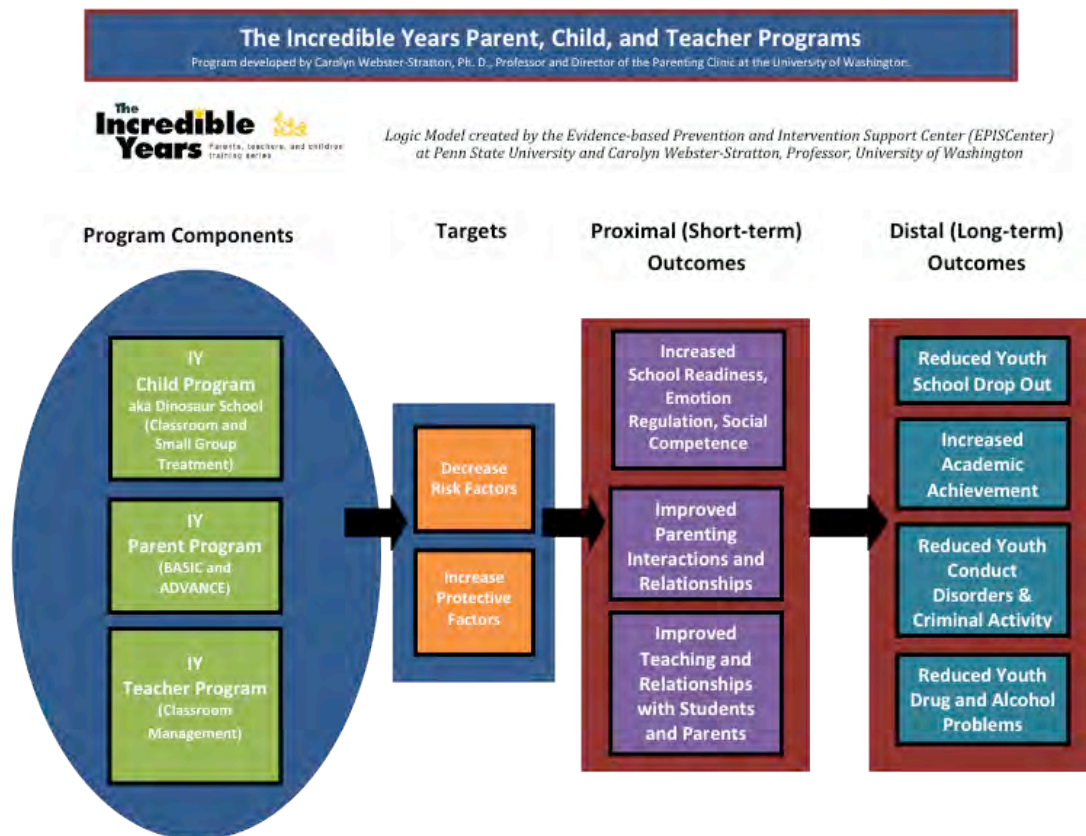 The Incredible Years Parent, Child, and Teacher Programs
Program developed by Carolyn Webster-Stratton, Ph. D., Professor and Director of the Parenting Clinic at the University of Washington.
The
Incredible
Years
Parents, teachers, and children
training series
Logic Model created by the Evidence-based Prevention and Intervention Support Center (EPISCenter)
at Penn State University and Carolyn Webster-Stratton, Professor, University of Washington
Program Components
IY
Child Program
aka Dinosaur School
(Classroom and
Small Group
Treatment)
IY
Parent Program
(BASIC and
ADVANCE)
IY
Teacher Program
(Classroom
Management)
Targets
Decrease
Risk Factors
Increase
Protective
Factors
Proximal (Short-term)
Outcomes
Increased
School Readiness,
Emotion
Regulation, Social
Competence
Improved
Parenting
Interactions and
Relationships
Improved
Teaching and
Relationships
with Students
and Parents
Distal (Long-term)
Outcomes
Reduced Youth
School Drop Out
Increased
Academic
Achievement
Reduced Youth
Conduct
Disorders &
Criminal Activity
Reduced Youth
Drug and Alcohol
Problems